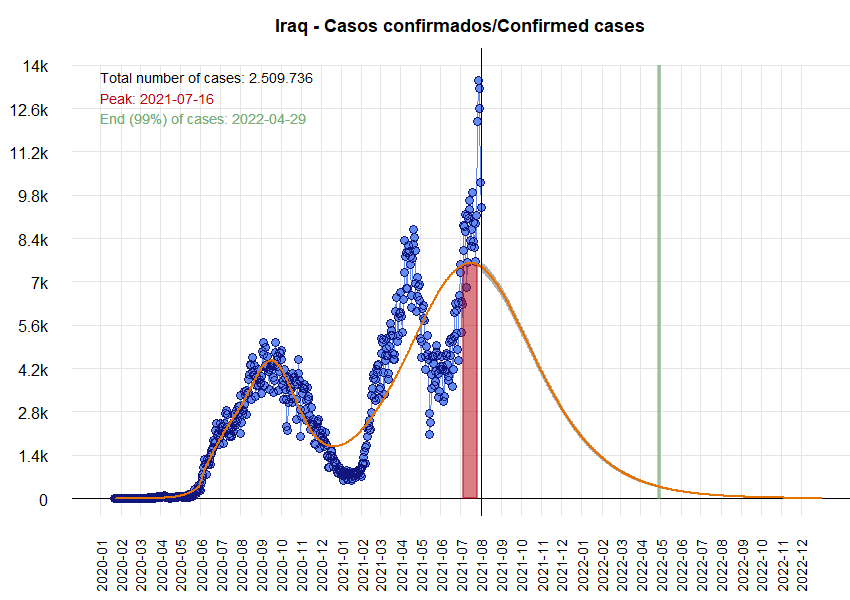 Iraq - Casos confirmados/Confirmed cases
14k
Total number of cases: 2.509.736
Peak: 2021-07-16
12.6k
End (99%) of cases: 2022-04-29
11.2k
9.8k
8.4k
7k
5.6k
4.2k
2.8k
1.4k
0
2020-01
2020-02
2020-03
2020-04
2020-05
2020-06
2020-07
2020-08
2020-09
2020-10
2020-12
2021-01
2021-02
2021-03
2021-04
2021-05
2021-06
2021-07
2021-08
2021-09
2021-10
2021-11
2021-12
2022-01
2022-02
2022-03
2022-04
2022-05
2022-06
2022-07
2022-08
2022-09
2022-10
2022-11
2022-12